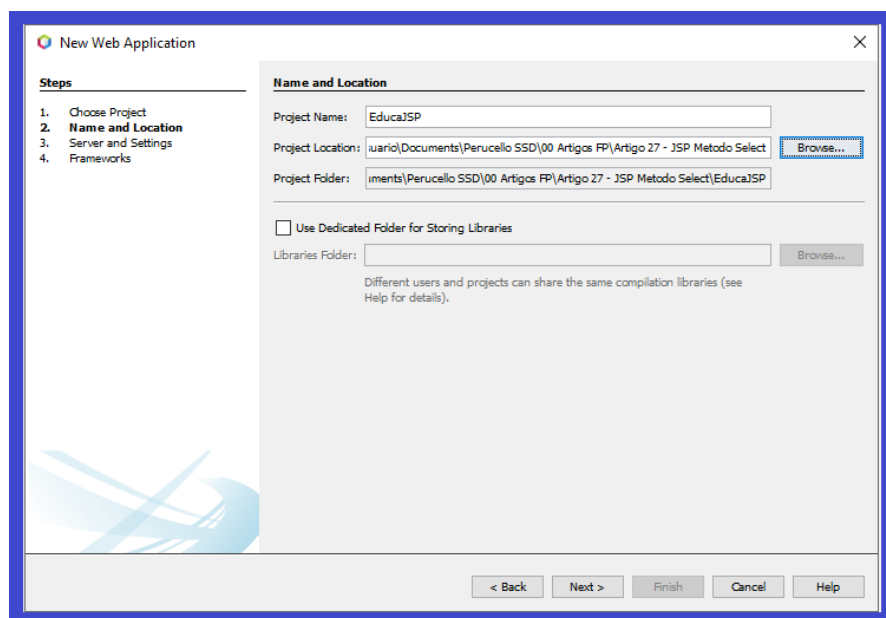 New Web Application
Steps
1. Choose Project
2. Name and Location
3. Server and Settings
4. Frameworks
Name and Location
Project Name: EducaJSP
Project Location: uario\Documents\Perucello SSD\00 Artigos FP\Artigo 27 - JSP Metodo Select Browse...
Project Folder: ments\Perucello SSD\00 Artigos FP\Artigo 27 - JSP Metodo Select\EducaJSP
Use Dedicated Folder for Storing Libraries
Libraries Folder: Browse...
Different users and projects can share the same compilation libraries (see
Help for details).
< Back Next > Finish Cancel Help